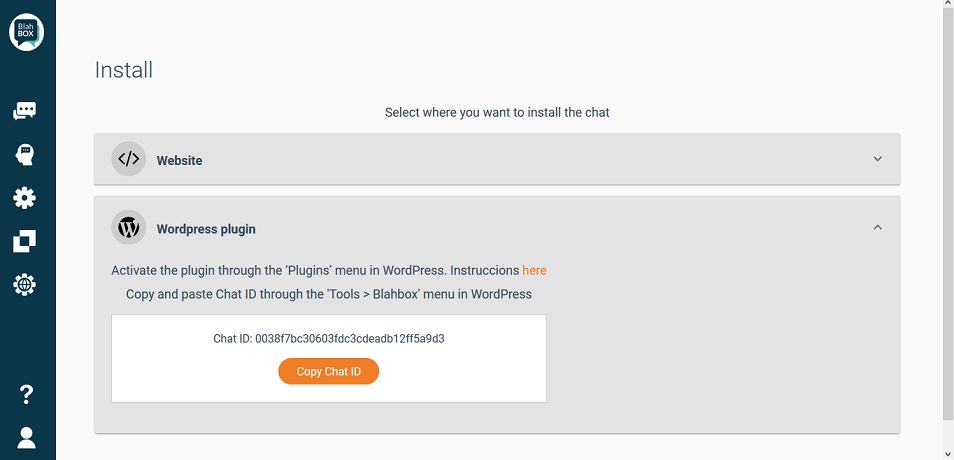 Blah
BOX
Install
Select where you want to install the chat
Website
Wordpress plugin
Activate the plugin through the ‘Plugins’ menu in WordPress. Instruccions here
Copy and paste Chat ID through the 'Tools > Blahbox' menu in WordPress
Chat ID: 0038f7bc30603fdc3cdeadb12ff5a9d3
Copy Chat ID